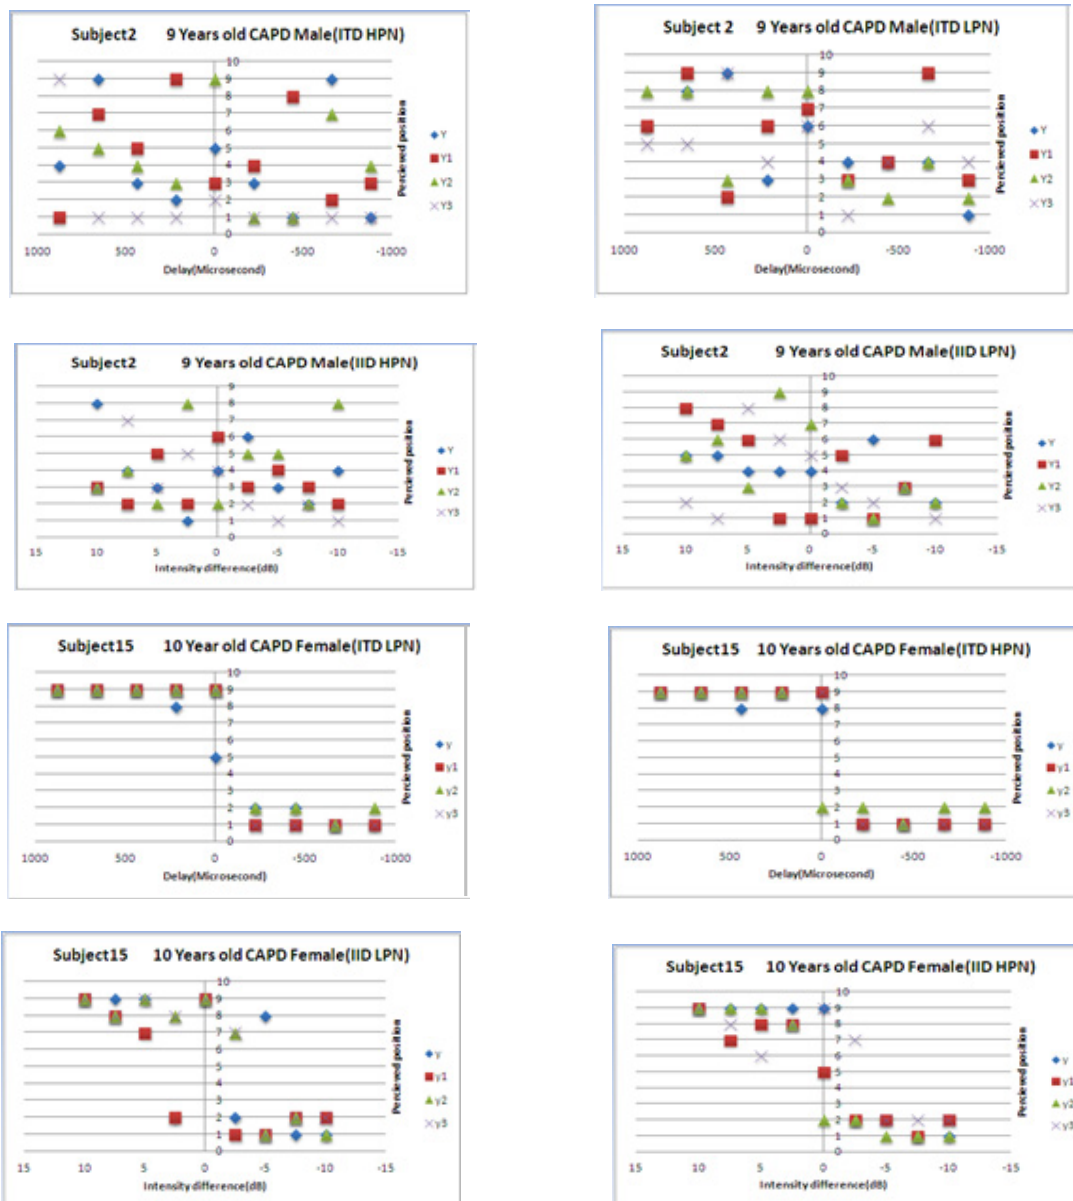 Subject2 9 Years old CAPD Male(ITD HPN)
10
9
8
7
6
5
4
3
2
1
0
1000 500 0 -500 -1000
Delay(Microsecond)
Percieved position
Y
Y1
Y2
Y3
Subject 2 9 Years old CAPD Male(ITD LPN)
10
9
8
7
6
5
4
3
2
1
0
1000 500 0 -500 -1000
Delay(Microsecond)
Percieved position
Y
Y1
Y2
Y3
Subject2 9 Years old CAPD Male(IID HPN)
9
8
7
6
5
4
3
2
1
0
15 10 5 0 -5 -10 -15
Intensity difference(dB)
Percieved position
Y
Y1
Y2
Y3
Subject2 9 Years old CAPD Male(IID LPN)
10
9
8
7
6
5
4
3
2
1
0
15 10 5 0 -5 -10 -15
Intensity difference(dB)
Percieved position
Y
Y1
Y2
Y3
Subject15 10 Year old CAPD Female(ITD LPN)
10
9
8
7
6
5
4
3
2
1
0
1000 500 0 -500 -1000
Delay(Microsecond)
Percieved position
y
y1
y2
y3
Subject15 10 Years old CAPD Female(ITD HPN)
10
9
8
7
6
5
4
3
2
1
0
1000 500 0 -500 -1000
Delay(Microsecond)
Percieved position
y
y1
y2
y3
Subject15 10 Years old CAPD Female(IID LPN)
10
9
8
7
6
5
4
3
2
1
0
15 10 5 0 -5 -10 -15
Intensity difference(dB)
Percieved position
y
y1
y2
y3
Subject15 10 Years old CAPD Female(IID HPN)
10
9
8
7
6
5
4
3
2
1
0
15 10 5 0 -5 -10 15
Intensity difference(dB)
Percieved position
y
y1
y2
y3